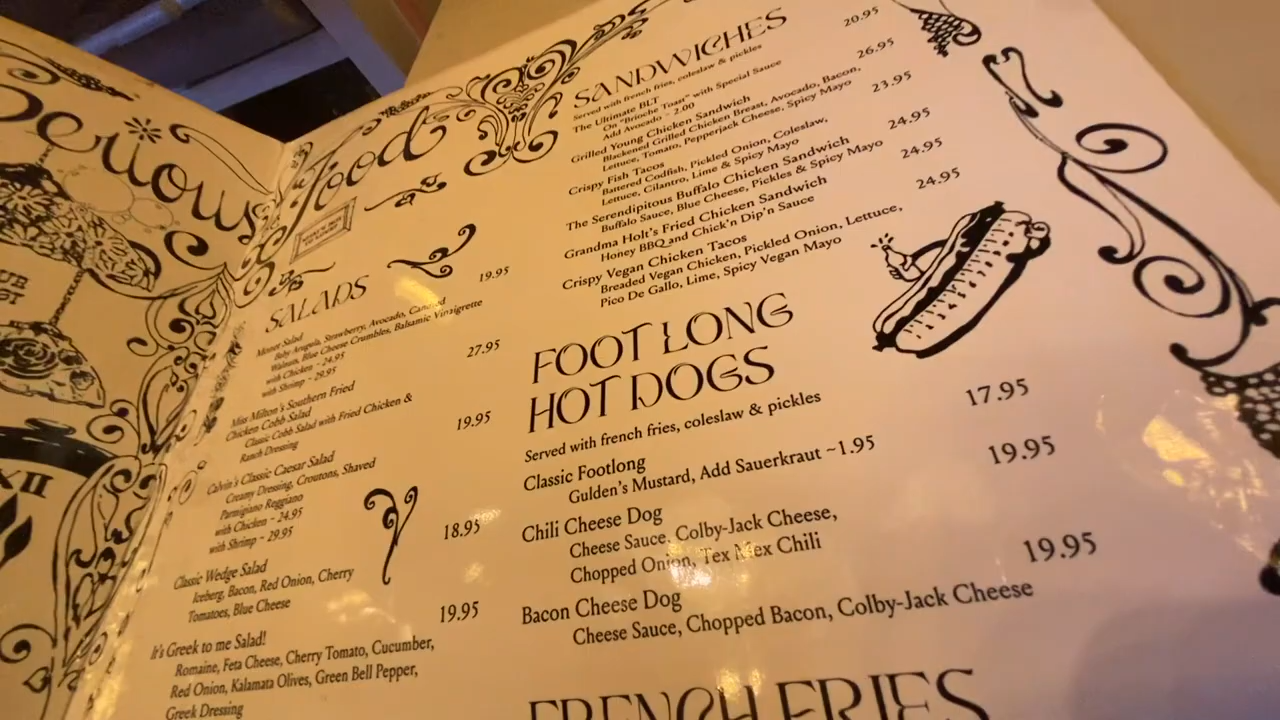 Serious
Food
XII
SALADS
Monet Salad 19.95
Baby Arugula, Strawberry, Avocado, Candied
Walnuts, Blue Cheese Crumbles, Balsamic Vinaigrette
with Chicken ~ 24.95
with Shrimp ~ 29.95
Miss Milton's Southern Fried
Chicken Cobb Salad 27.95
Classic Cobb Salad with Fried Chicken &
Ranch Dressing
Calvin's Classic Caesar Salad 19.95
Creamy Dressing, Croutons, Shaved
Parmigiano Reggiano
with Chicken ~ 24.95
with Shrimp ~ 29.95
Classic Wedge Salad 18.95
Iceberg, Bacon, Red Onion, Cherry
Tomatoes, Blue Cheese
It's Greek to me Salad! 19.95
Romaine, Feta Cheese, Cherry Tomato, Cucumber,
Red Onion, Kalamata Olives, Green Bell Pepper,
Greek Dressing
SANDWICHES
Served with french fries, coleslaw & pickles
The Ultimate BLT 20.95
On "Brioche Toast" with Special Sauce
Add Avocado ~ 2.00
Grilled Young Chicken Sandwich 26.95
Blackened Grilled Chicken Breast, Avocado, Bacon,
Lettuce, Tomato, Pepperjack Cheese, Spicy Mayo
Crispy Fish Tacos 23.95
Battered Codfish, Pickled Onion, Coleslaw,
Lettuce, Cilantro, Lime & Spicy Mayo
The Serendipitous Buffalo Chicken Sandwich 24.95
Buffalo Sauce, Blue Cheese, Pickles & Spicy Mayo
Grandma Holt's Fried Chicken Sandwich 24.95
Honey BBQ and Chick'n Dip'n Sauce
Crispy Vegan Chicken Tacos 24.95
Breaded Vegan Chicken, Pickled Onion, Lettuce,
Pico De Gallo, Lime, Spicy Vegan Mayo
FOOT LONG
HOT DOGS
Served with french fries, coleslaw & pickles
Classic Footlong 17.95
Gulden's Mustard, Add Sauerkraut ~1.95
Chili Cheese Dog 19.95
Cheese Sauce, Colby-Jack Cheese,
Chopped Onion, Tex Mex Chili
Bacon Cheese Dog 19.95
Cheese Sauce, Chopped Bacon, Colby-Jack Cheese
FRENCH FRIES